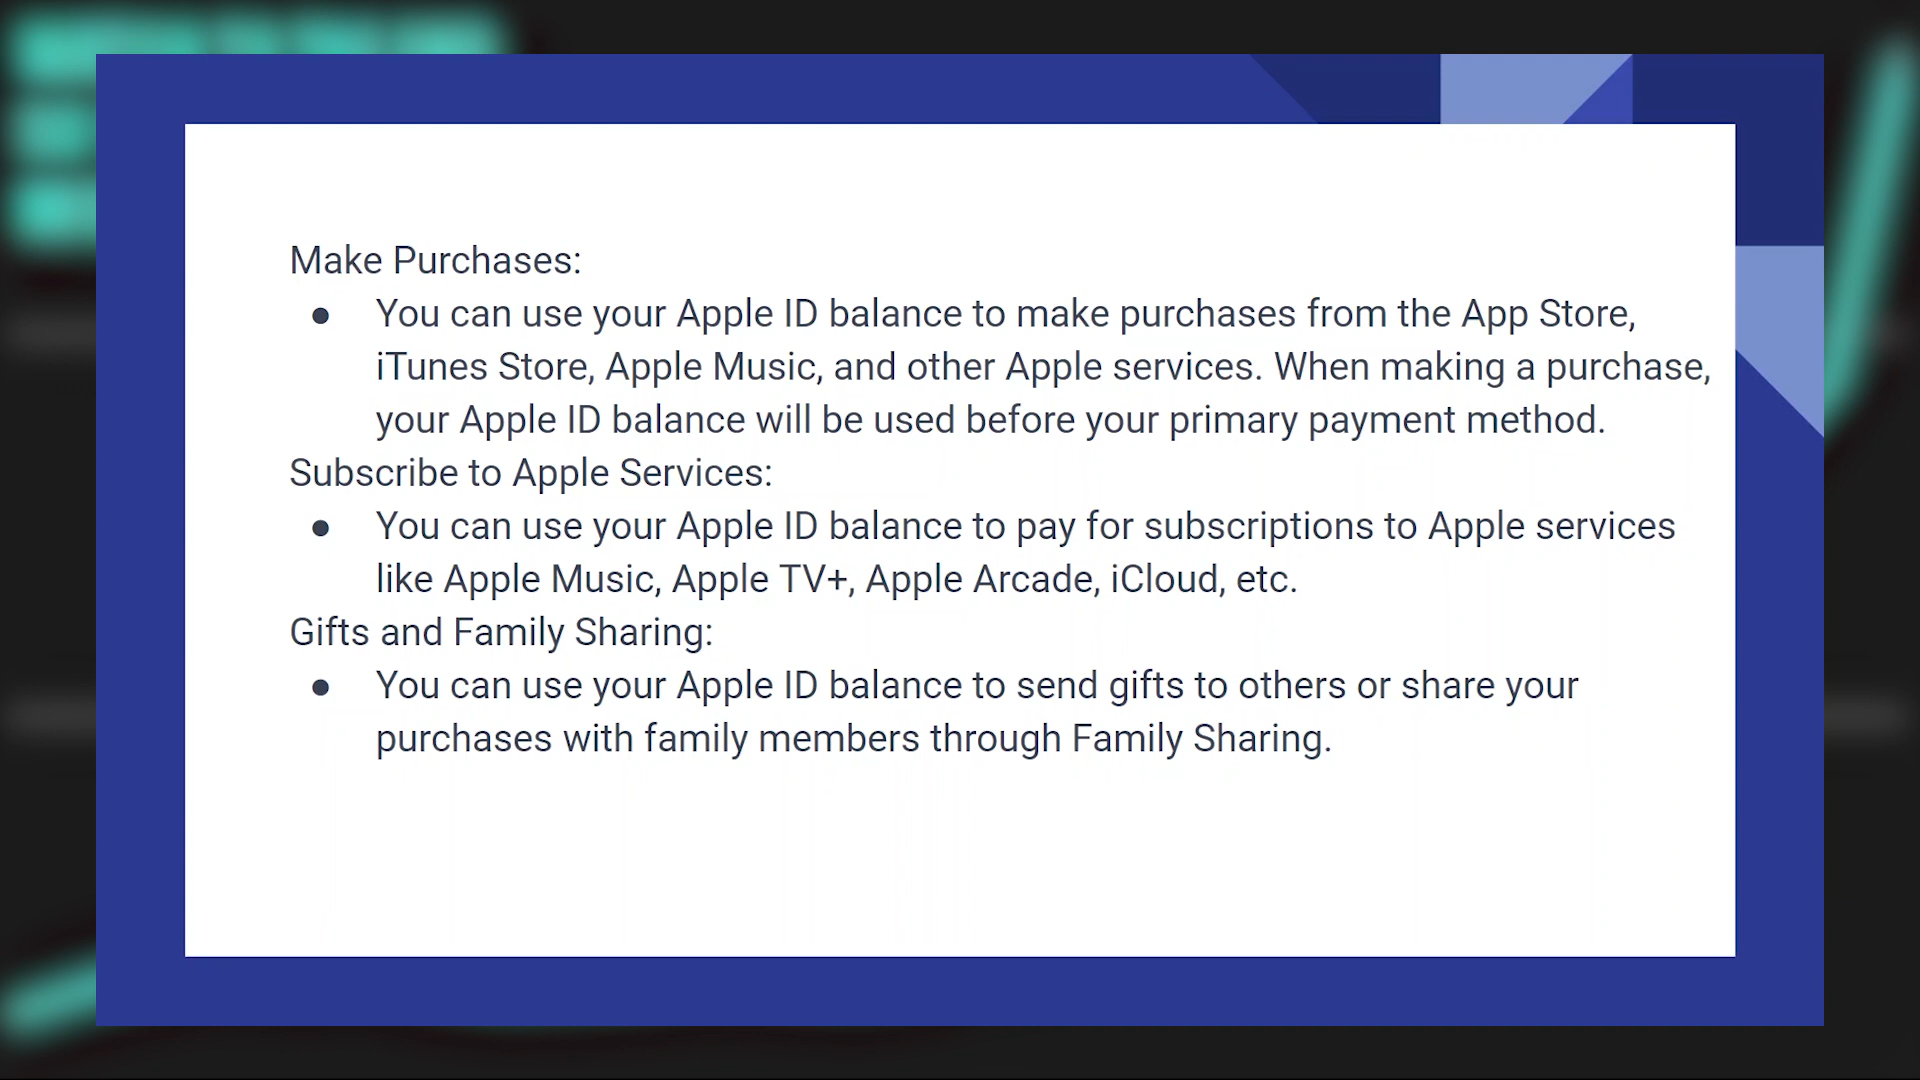 Make Purchases:
● You can use your Apple ID balance to make purchases from the App Store,
iTunes Store, Apple Music, and other Apple services. When making a purchase,
your Apple ID balance will be used before your primary payment method.
Subscribe to Apple Services:
● You can use your Apple ID balance to pay for subscriptions to Apple services
like Apple Music, Apple TV+, Apple Arcade, iCloud, etc.
Gifts and Family Sharing:
● You can use your Apple ID balance to send gifts to others or share your
purchases with family members through Family Sharing.